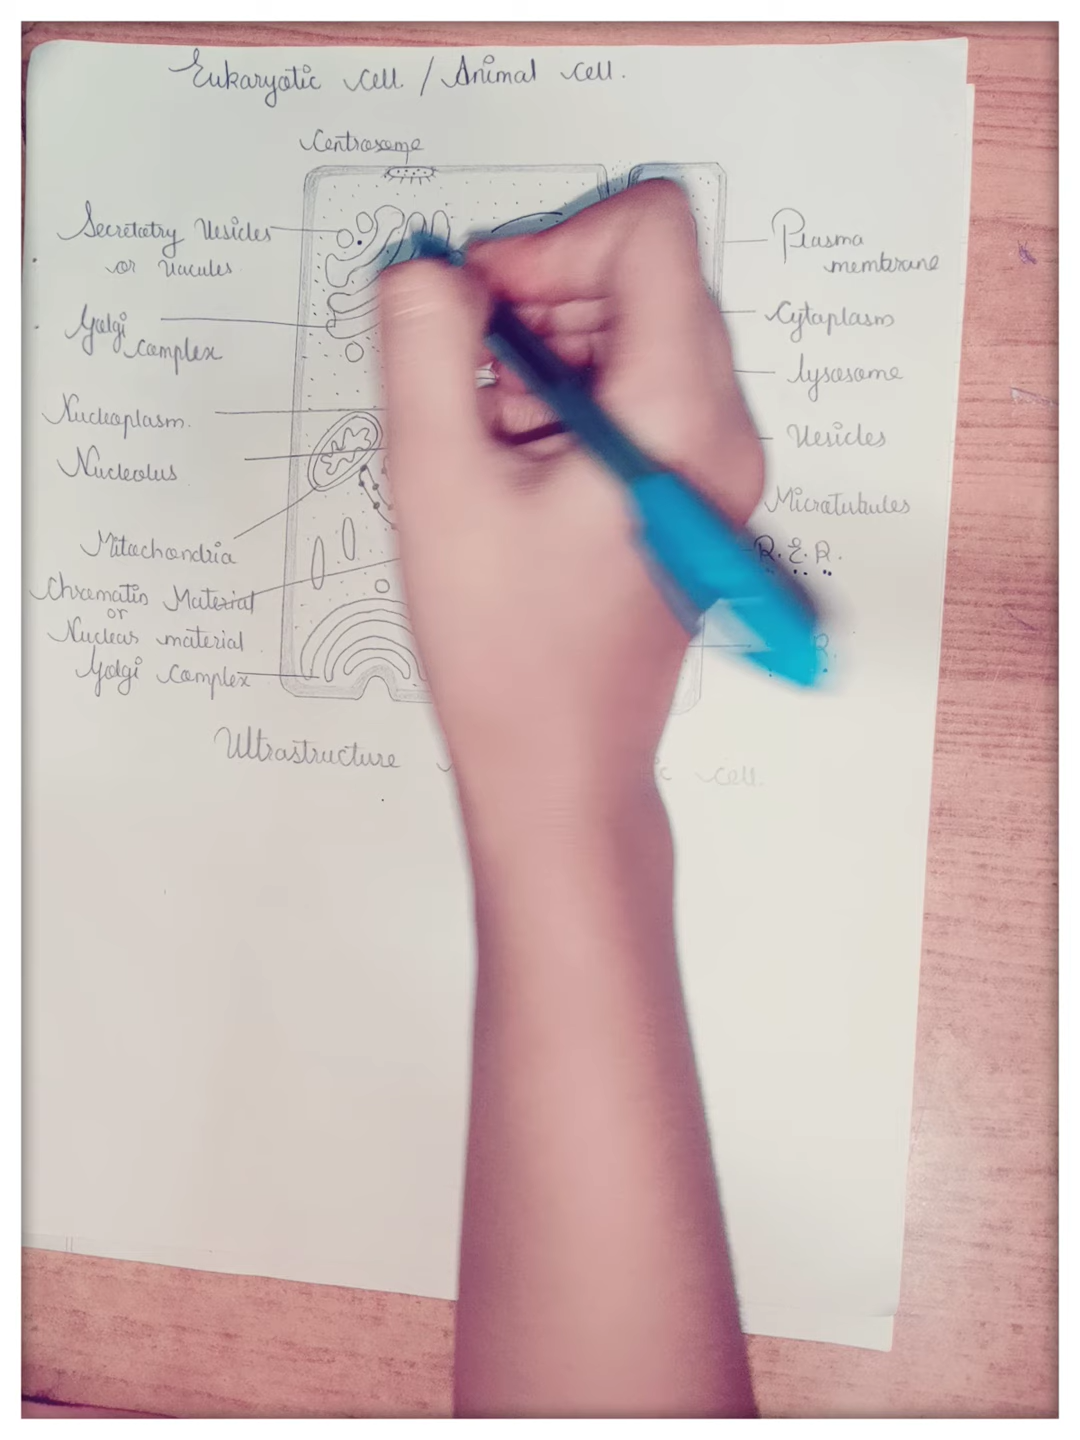 Eukaryotic cell / Animal cell.
Centrosome
Secretetry Vesicles
or Vacules
Golgi
complex
Nucleoplasm.
Nucleolus
Mitochondria
Chromatin Material
or
Nucleus material
Golgi complex
Plasma
membrane
Cytoplasm
lysosome
Vesicles
Microtubules
R.E.R.
R.
Ultrastructure
cell.